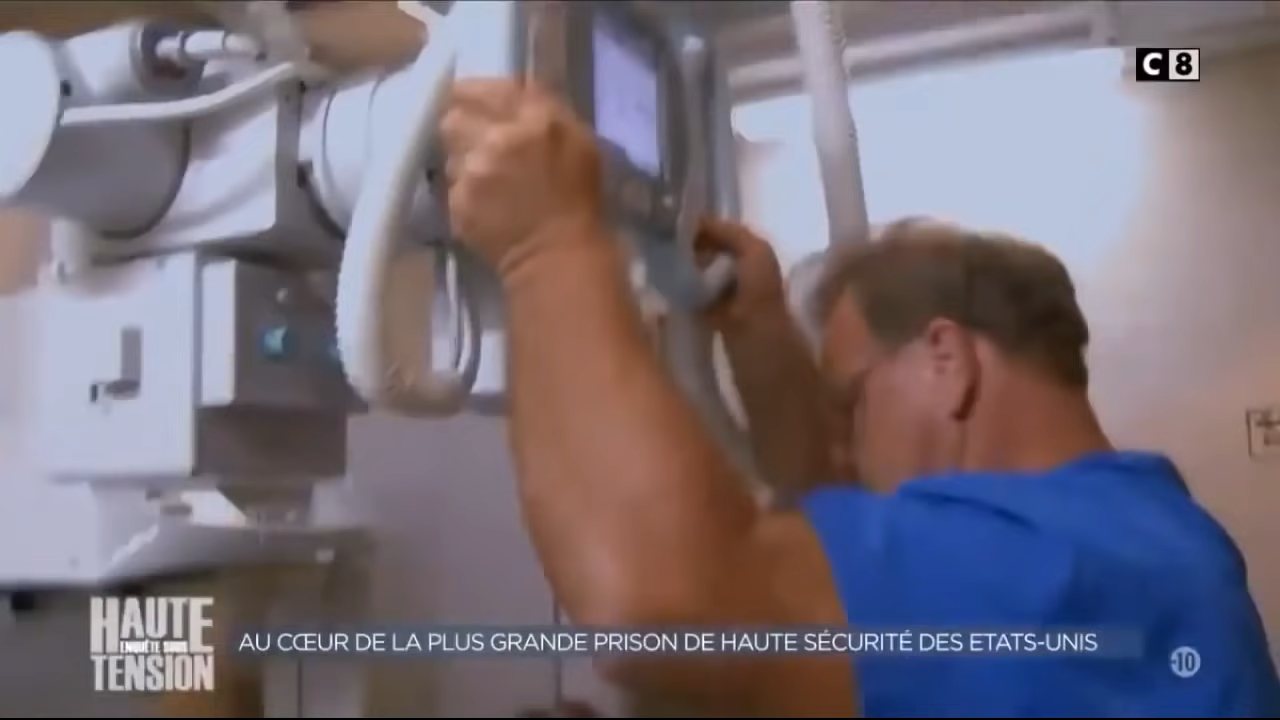 C8
HAUTE
ENQUÊTE SOUS
TENSION
AU CŒUR DE LA PLUS GRANDE PRISON DE HAUTE SÉCURITÉ DES ETATS-UNIS
-10